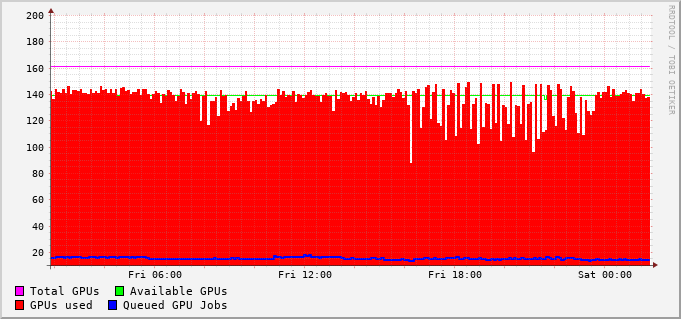 200
180
160
140
120
100
80
60
40
20
Fri 06:00 Fri 12:00 Fri 18:00 Sat 00:00
Total GPUs Available GPUs
GPUs used Queued GPU Jobs
RRDTOOL / TOBI OETIKER